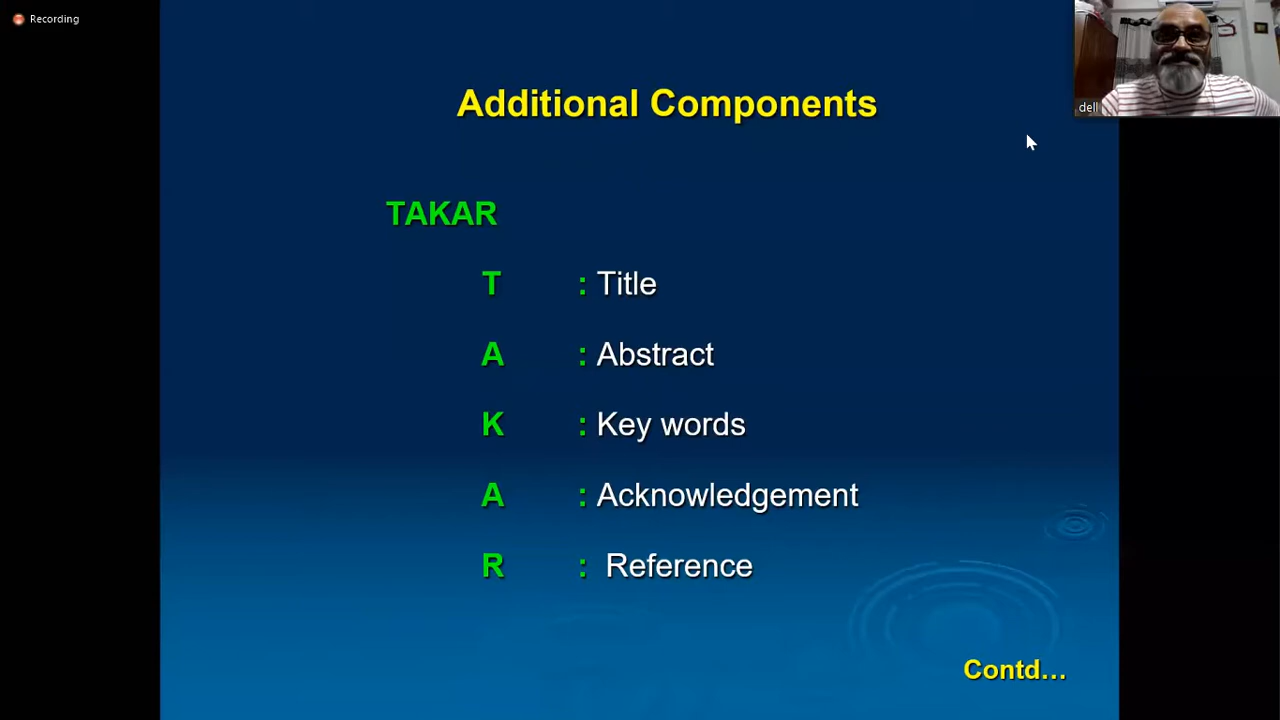 Recording
dell
Additional Components
TAKAR
T : Title
A : Abstract
K : Key words
A : Acknowledgement
R : Reference
Contd...